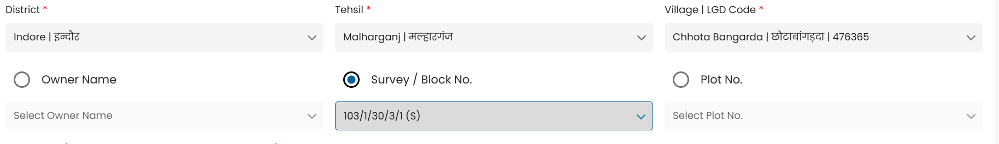 District * Tehsil * Village | LGD Code *
Indore | इन्दौर Malharganj | मल्हारगंज Chhota Bangarda | छोटाबांगड़दा | 476365
Owner Name Survey / Block No. Plot No.
Select Owner Name 103/1/30/3/1 (S) Select Plot No.